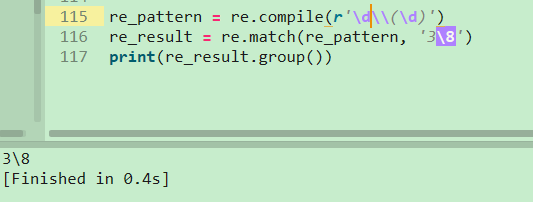 115 re_pattern = re.compile(r'\d\\(\d)')
116 re_result = re.match(re_pattern, '3\8')
117 print(re_result.group())
3\8
[Finished in 0.4s]